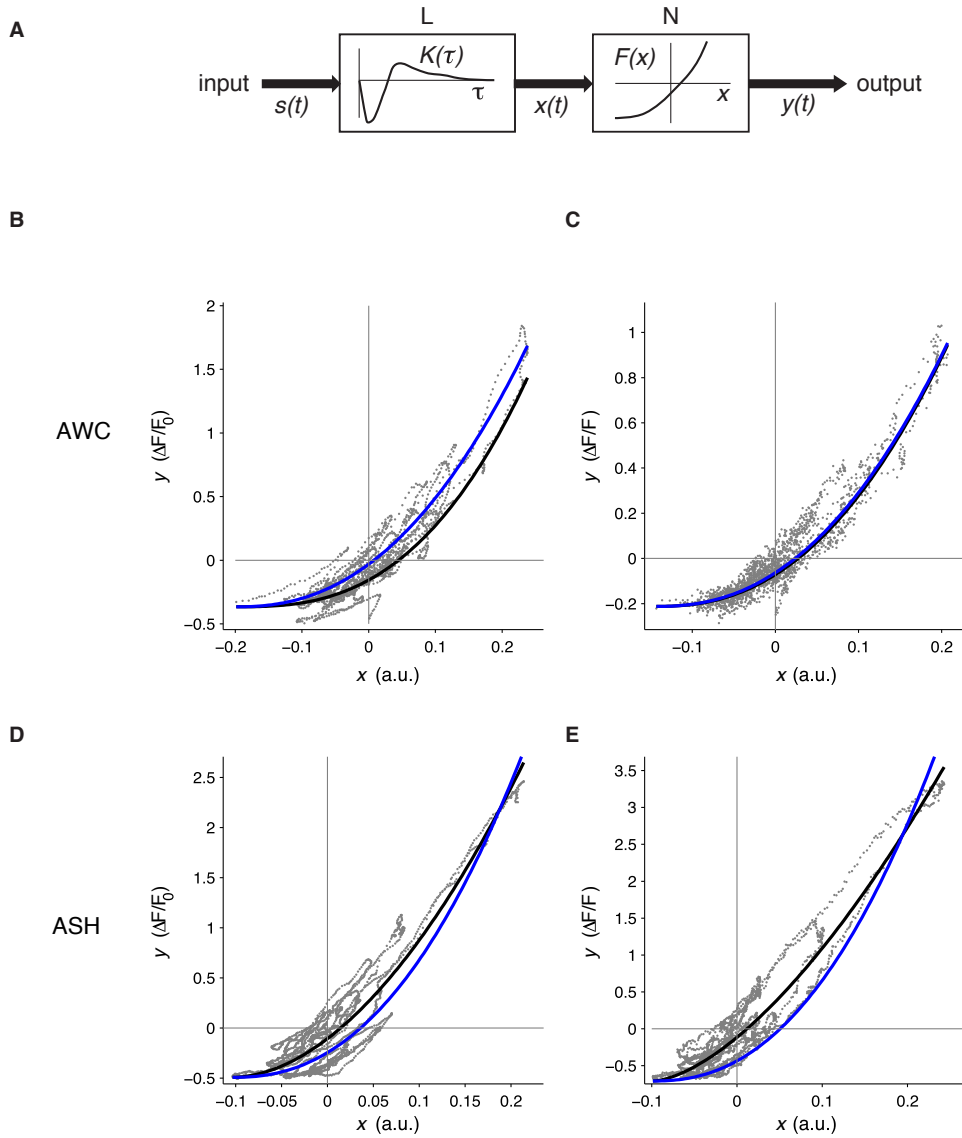 A
L
N
input
s(t)
K(τ)
τ
x(t)
F(x)
x
y(t)
output
B
C
AWC
y (ΔF/F0)
2
1.5
1
0.5
0
−0.5
−0.2
−0.1
0
0.1
0.2
x (a.u.)
y (ΔF/F)
1
0.8
0.6
0.4
0.2
0
−0.2
−0.1
0
0.1
0.2
x (a.u.)
D
E
ASH
y (ΔF/F0)
2.5
2
1.5
1
0.5
0
−0.5
−0.1
−0.05
0
0.05
0.1
0.15
0.2
x (a.u.)
y (ΔF/F)
3.5
3
2.5
2
1.5
1
0.5
0
−0.5
−0.1
0
0.1
0.2
x (a.u.)